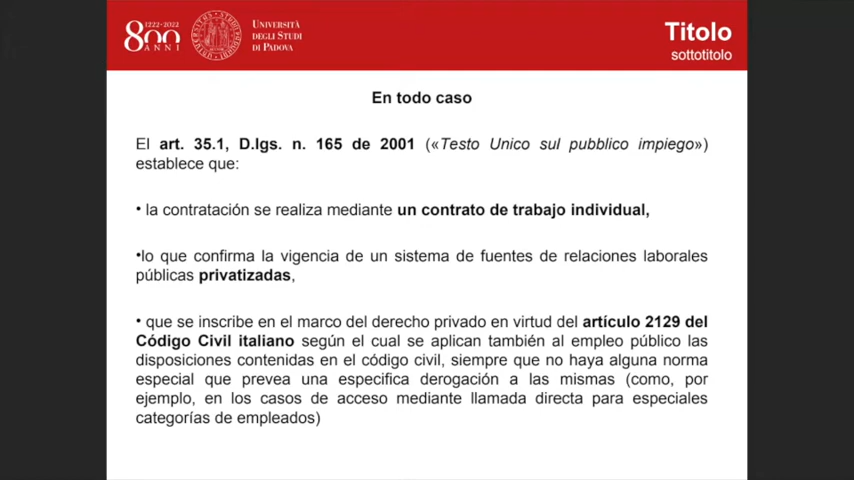 1222·2022
800
ANNI
UNIVERSITÀ
DEGLI STUDI
DI PADOVA
Titolo
sottotitolo
En todo caso
El art. 35.1, D.lgs. n. 165 de 2001 («Testo Unico sul pubblico impiego»)
establece que:
• la contratación se realiza mediante un contrato de trabajo individual,
•lo que confirma la vigencia de un sistema de fuentes de relaciones laborales
públicas privatizadas,
• que se inscribe en el marco del derecho privado en virtud del artículo 2129 del
Código Civil italiano según el cual se aplican también al empleo público las
disposiciones contenidas en el código civil, siempre que no haya alguna norma
especial que prevea una especifica derogación a las mismas (como, por
ejemplo, en los casos de acceso mediante llamada directa para especiales
categorías de empleados)